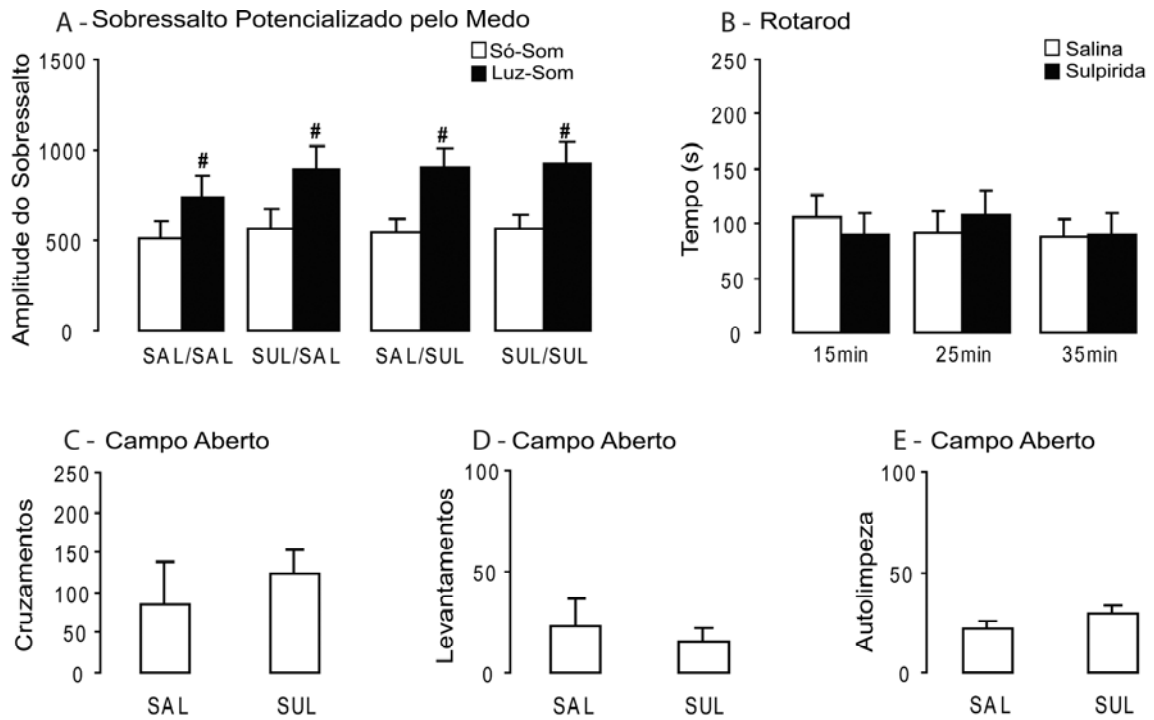 A - Sobressalto Potencializado pelo Medo
Só-Som
Luz-Som
Amplitude do Sobressalto
1500
1000
500
0
#
#
#
#
SAL/SAL
SUL/SAL
SAL/SUL
SUL/SUL
B - Rotarod
Salina
Sulpirida
Tempo (s)
250
200
150
100
50
0
15min
25min
35min
C - Campo Aberto
Cruzamentos
250
200
150
100
50
0
SAL
SUL
D - Campo Aberto
Levantamentos
100
50
0
SAL
SUL
E - Campo Aberto
Autolimpeza
100
50
0
SAL
SUL